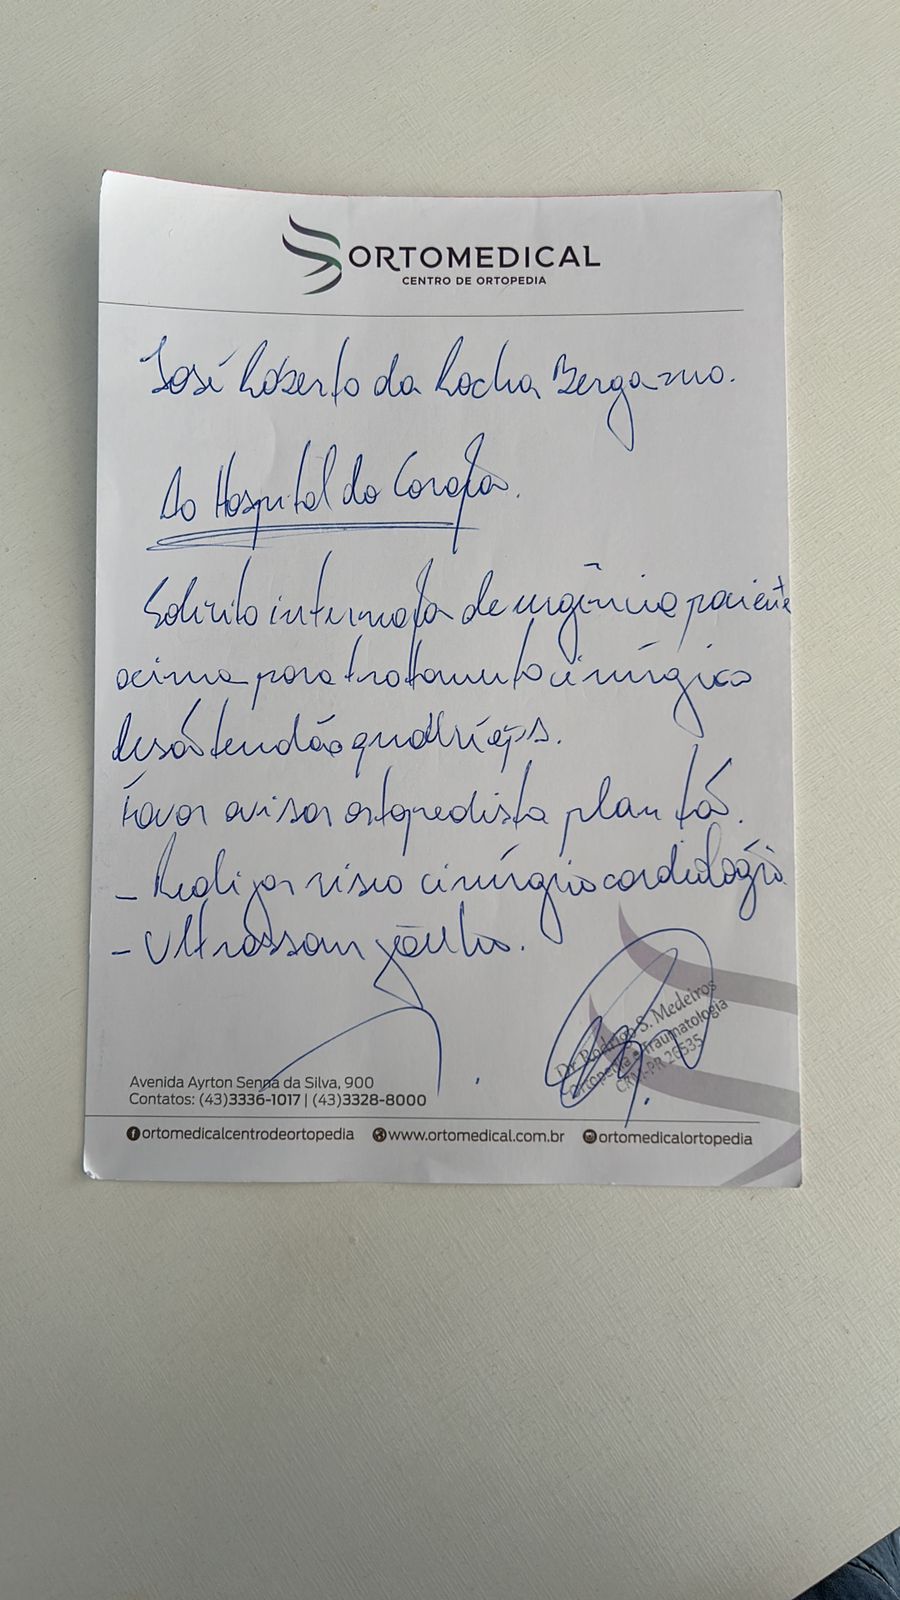 ORTOMEDICAL
CENTRO DE ORTOPEDIA
José Roberto da Rocha Bergamo.
Ao Hospital do Coração.
Solicito internação de urgência paciente
acima para tratamento cirúrgico
lesão tendão quadríceps.
Favor avisar ortopedista plantão.
- Realizar risco cirúrgico cardiológico
- Ultrassom joelho.
Dr. Rodrigo S. Medeiros
Ortopedia e Traumatologia
CRM-PR 26535
Avenida Ayrton Senna da Silva, 900
Contatos: (43)3336-1017 | (43)3328-8000
ortomedicalcentrodeortopedia www.ortomedical.com.br ortomedicalortopedia